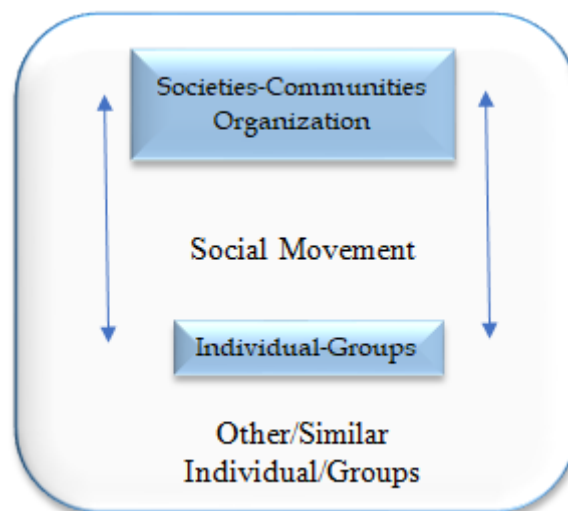 Societies-Communities
Organization
Social Movement
Individual-Groups
Other/Similar
Individual/Groups